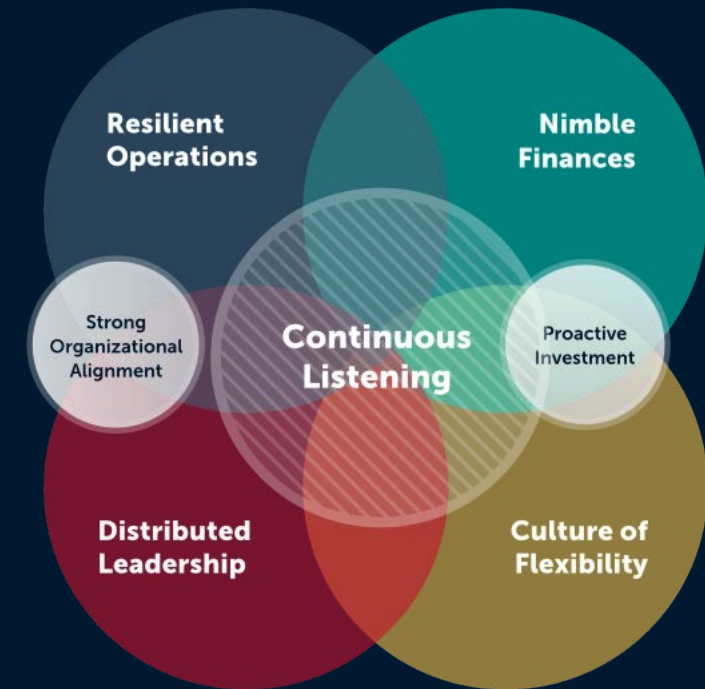 Resilient
Operations
Nimble
Finances
Strong
Organizational
Alignment
Continuous
Listening
Proactive
Investment
Distributed
Leadership
Culture of
Flexibility